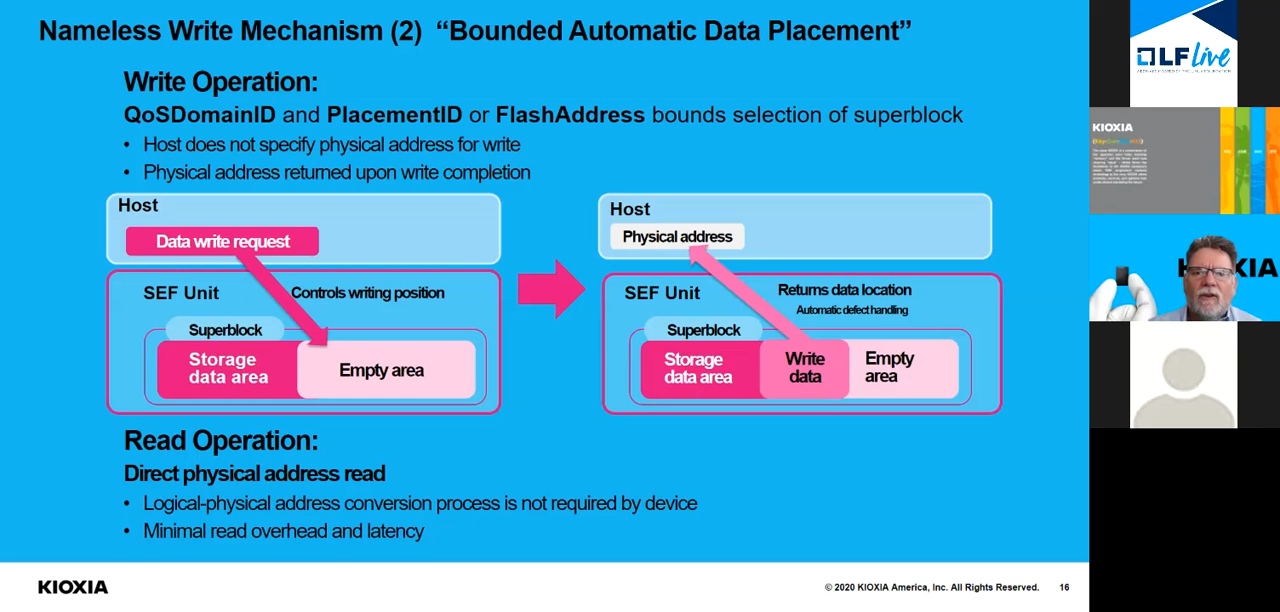 Nameless Write Mechanism (2) “Bounded Automatic Data Placement”
Write Operation:
QoSDomainID and PlacementID or FlashAddress bounds selection of superblock
• Host does not specify physical address for write
• Physical address returned upon write completion
Host
Data write request
SEF Unit
Controls writing position
Superblock
Storage
data area
Empty area
Host
Physical address
SEF Unit
Returns data location
Automatic defect handling
Superblock
Storage
data area
Write
data
Empty
area
Read Operation:
Direct physical address read
• Logical-physical address conversion process is not required by device
• Minimal read overhead and latency
KIOXIA
© 2020 KIOXIA America, Inc. All Rights Reserved.
16
LF Live
KIOXIA
KIOXIA